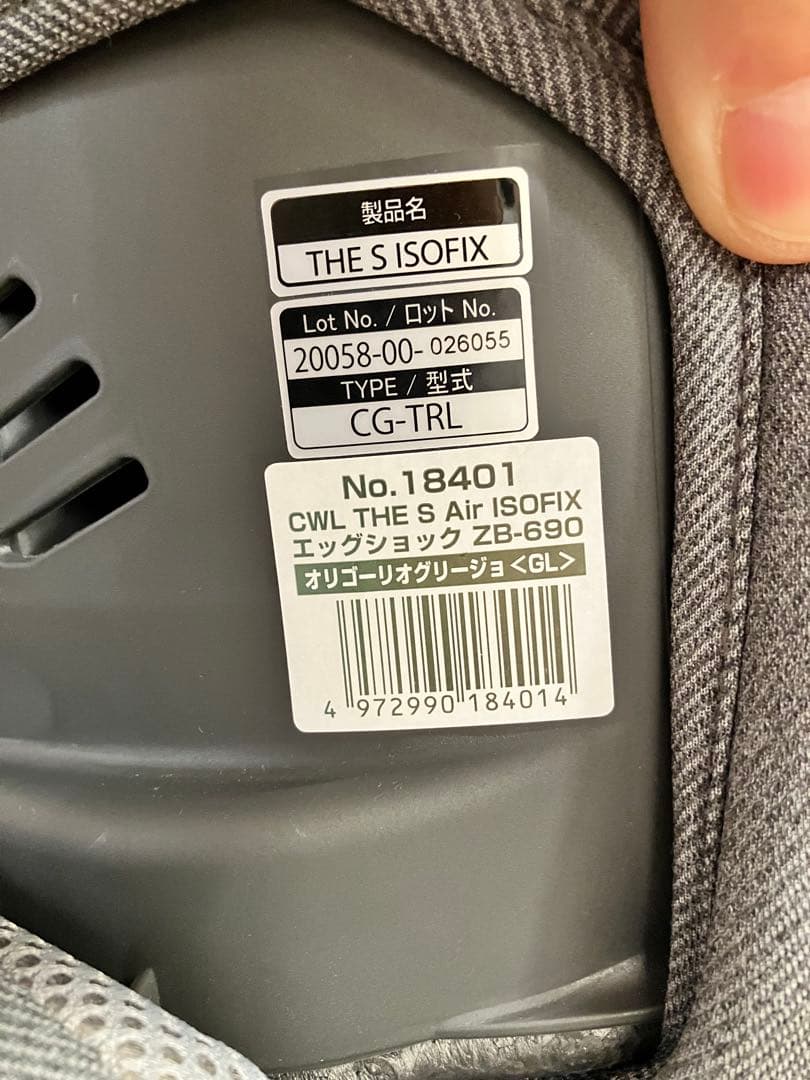 製品名
THE S ISOFIX
Lot No. / ロット No.
20058-00-026055
TYPE / 型式
CG-TRL
No.18401
CWL THE S Air ISOFIX
エッグショック ZB-690
オリゴーリオグリージョ<GL>
4 972990 184014